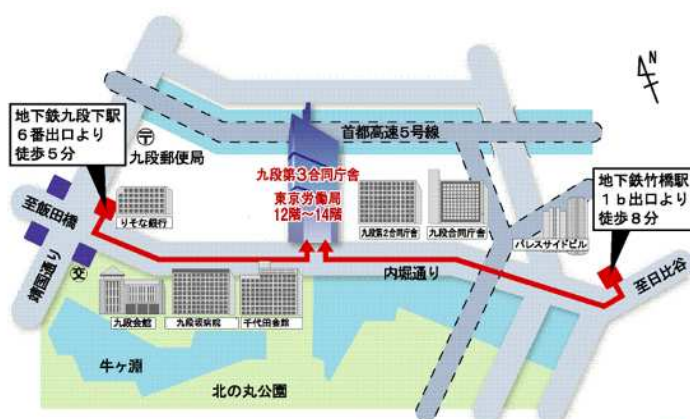 N
地下鉄九段下駅
6番出口より
徒歩5分
九段郵便局
首都高速5号線
九段第3合同庁舎
東京労働局
12階～14階
地下鉄竹橋駅
1b出口より
徒歩8分
至飯田橋
りそな銀行
九段第2合同庁舎
九段合同庁舎
パレスサイドビル
靖国通り
交
内堀通り
至日比谷
九段会館
九段坂病院
千代田会館
牛ヶ淵
北の丸公園